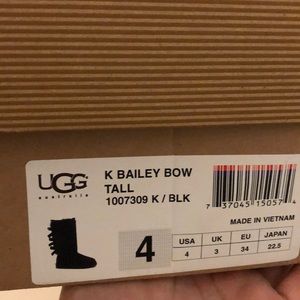 UGG
australia
K BAILEY BOW
TALL
1007309 K / BLK
4
7 37045 15057 4
MADE IN VIETNAM
USA UK EU JAPAN
4 3 34 22.5